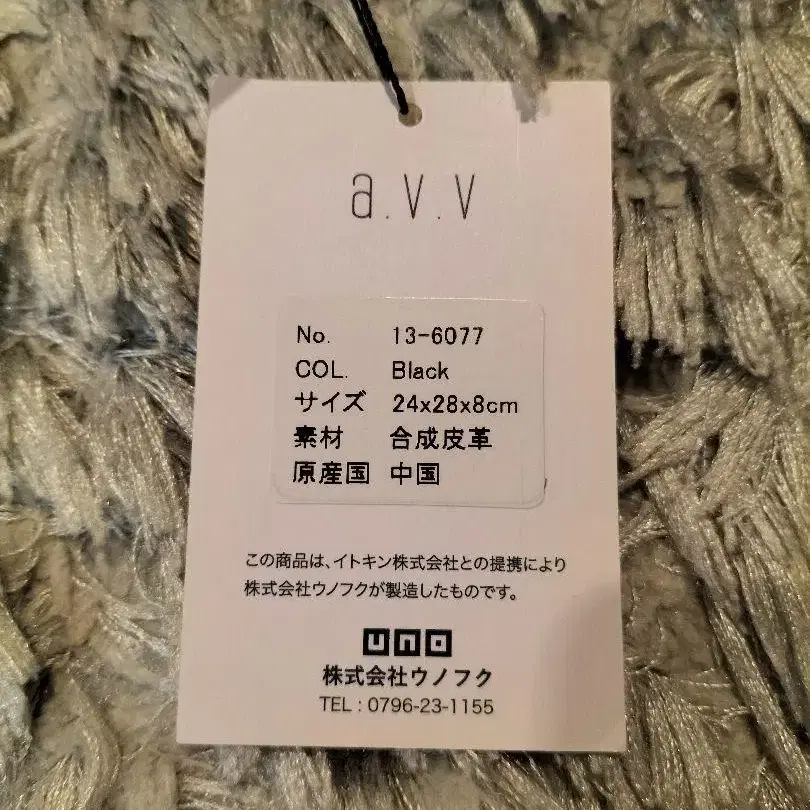 a.v.v
No. 13-6077
COL. Black
サイズ 24x28x8cm
素材 合成皮革
原産国 中国
この商品は、イトキン株式会社との提携により
株式会社ウノフクが製造したものです。
uno
株式会社ウノフク
TEL : 0796-23-1155